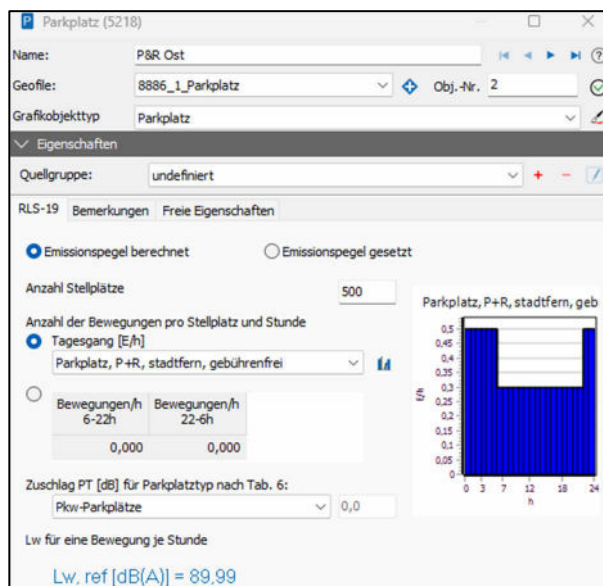 Parkplatz (5218)
Name: P&R Ost
Geofile: 8886_1_Parkplatz Obj.-Nr. 2
Grafikobjekttyp Parkplatz
Eigenschaften
Quellgruppe: undefiniert
RLS-19 Bemerkungen Freie Eigenschaften
Emissionspegel berechnet Emissionspegel gesetzt
Anzahl Stellplätze 500
Anzahl der Bewegungen pro Stellplatz und Stunde
Tagesgang [E/h]
Parkplatz, P+R, stadtfern, gebührenfrei
Bewegungen/h 6-22h Bewegungen/h 22-6h
0,000 0,000
Zuschlag PT [dB] für Parkplatztyp nach Tab. 6:
Pkw-Parkplätze 0,0
Lw für eine Bewegung je Stunde
Lw, ref [dB(A)] = 89,99
Parkplatz, P+R, stadtfern, geb
0,5
0,45
0,4
0,35
0,3
0,25
0,2
0,15
0,1
0,05
0
E/h
0 3 7 12 18 24
h